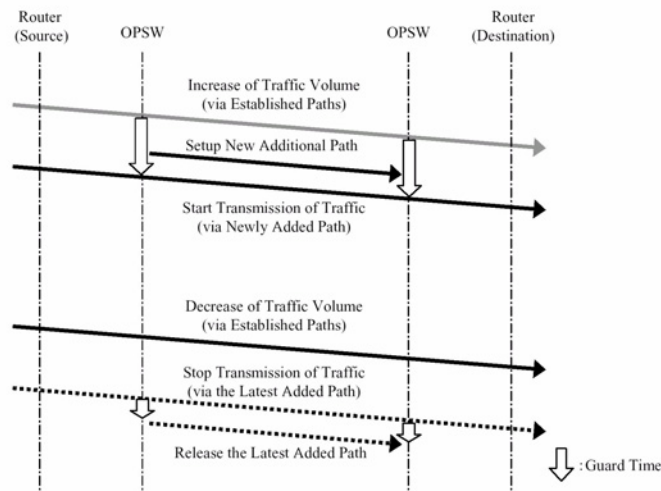 Router
(Source)
OPSW
OPSW
Router
(Destination)
Increase of Traffic Volume
(via Established Paths)
Setup New Additional Path
Start Transmission of Traffic
(via Newly Added Path)
Decrease of Traffic Volume
(via Established Paths)
Stop Transmission of Traffic
(via the Latest Added Path)
Release the Latest Added Path
: Guard Time